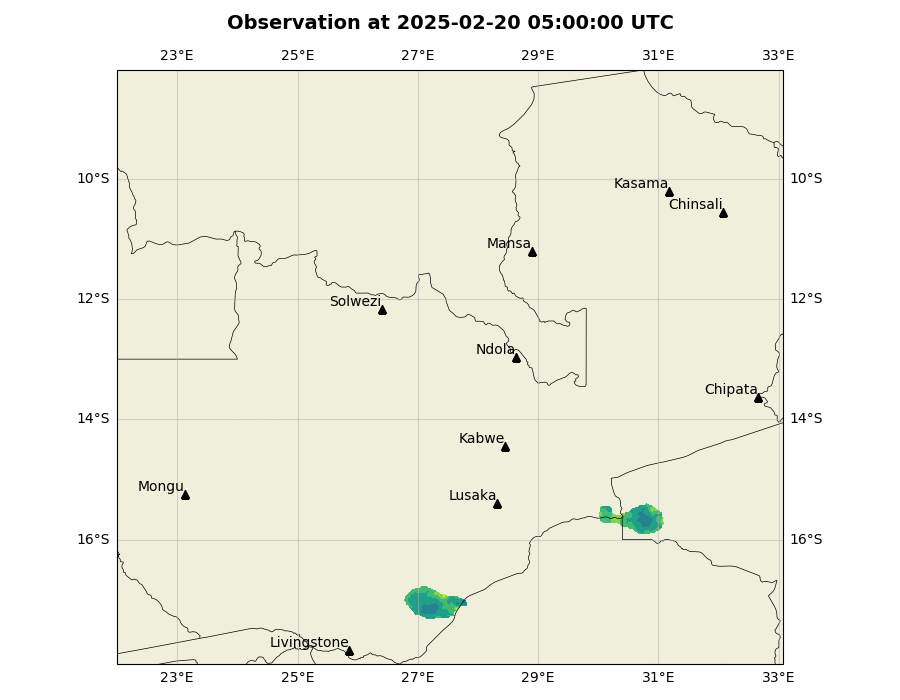 Observation at 2025-02-20 05:00:00 UTC
23°E 25°E 27°E 29°E 31°E 33°E
10°S 10°S
Kasama
Chinsali
Mansa
12°S 12°S
Solwezi
Ndola
Chipata
14°S 14°S
Kabwe
Mongu
Lusaka
16°S 16°S
Livingstone
23°E 25°E 27°E 29°E 31°E 33°E